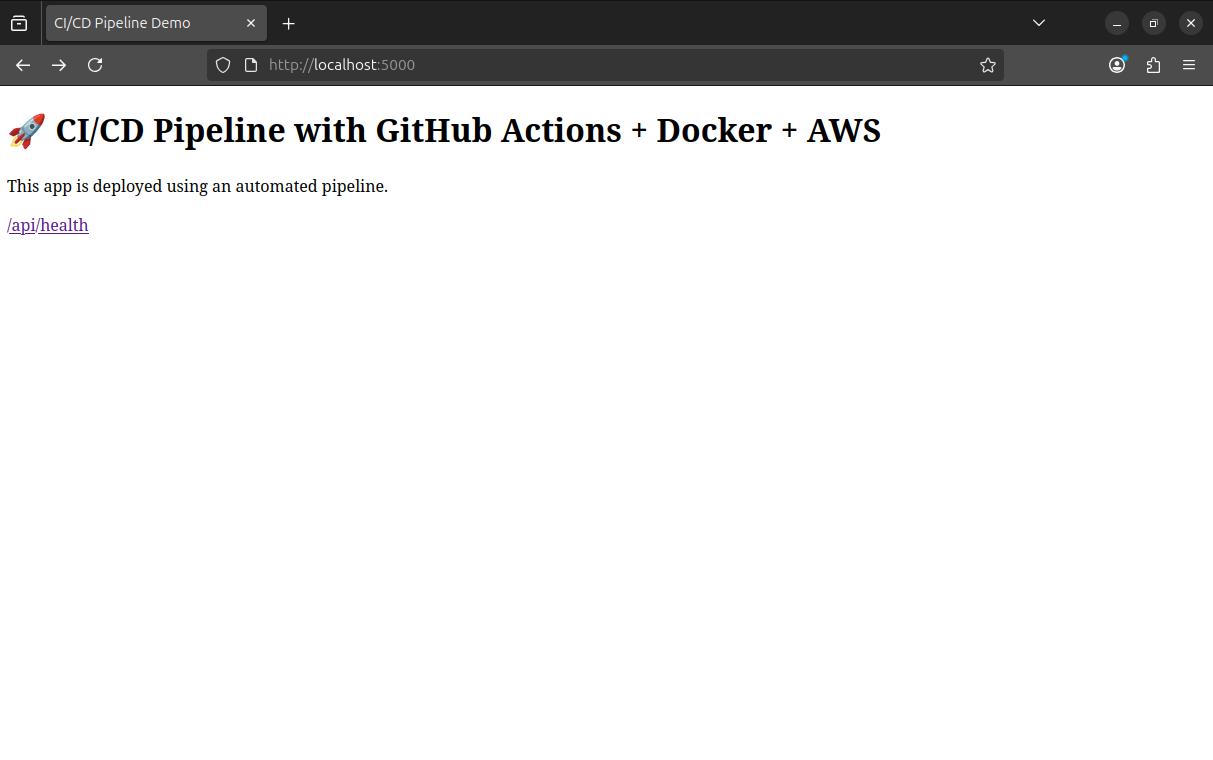 CI/CD Pipeline Demo
http://localhost:5000
🚀 CI/CD Pipeline with GitHub Actions + Docker + AWS
This app is deployed using an automated pipeline.
/api/health